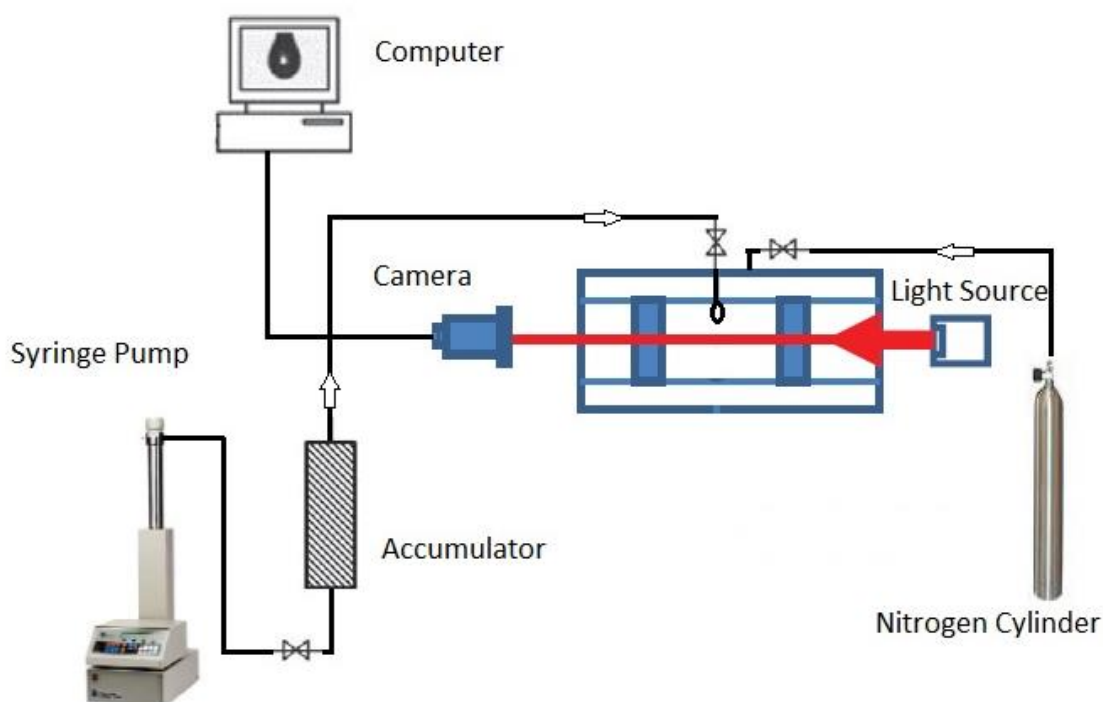 Computer
Camera
Light Source
Syringe Pump
Accumulator
Nitrogen Cylinder